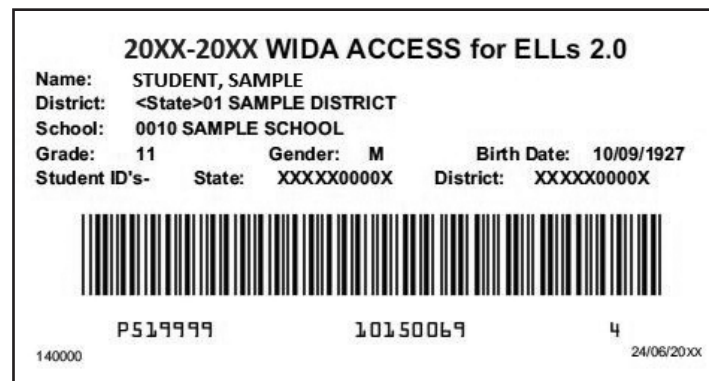 20XX-20XX WIDA ACCESS for ELLs 2.0
Name: STUDENT, SAMPLE
District: <State>01 SAMPLE DISTRICT
School: 0010 SAMPLE SCHOOL
Grade: 11 Gender: M Birth Date: 10/09/1927
Student ID's- State: XXXXX0000X District: XXXXX0000X
P519999 10150069 4
140000 24/06/20XX